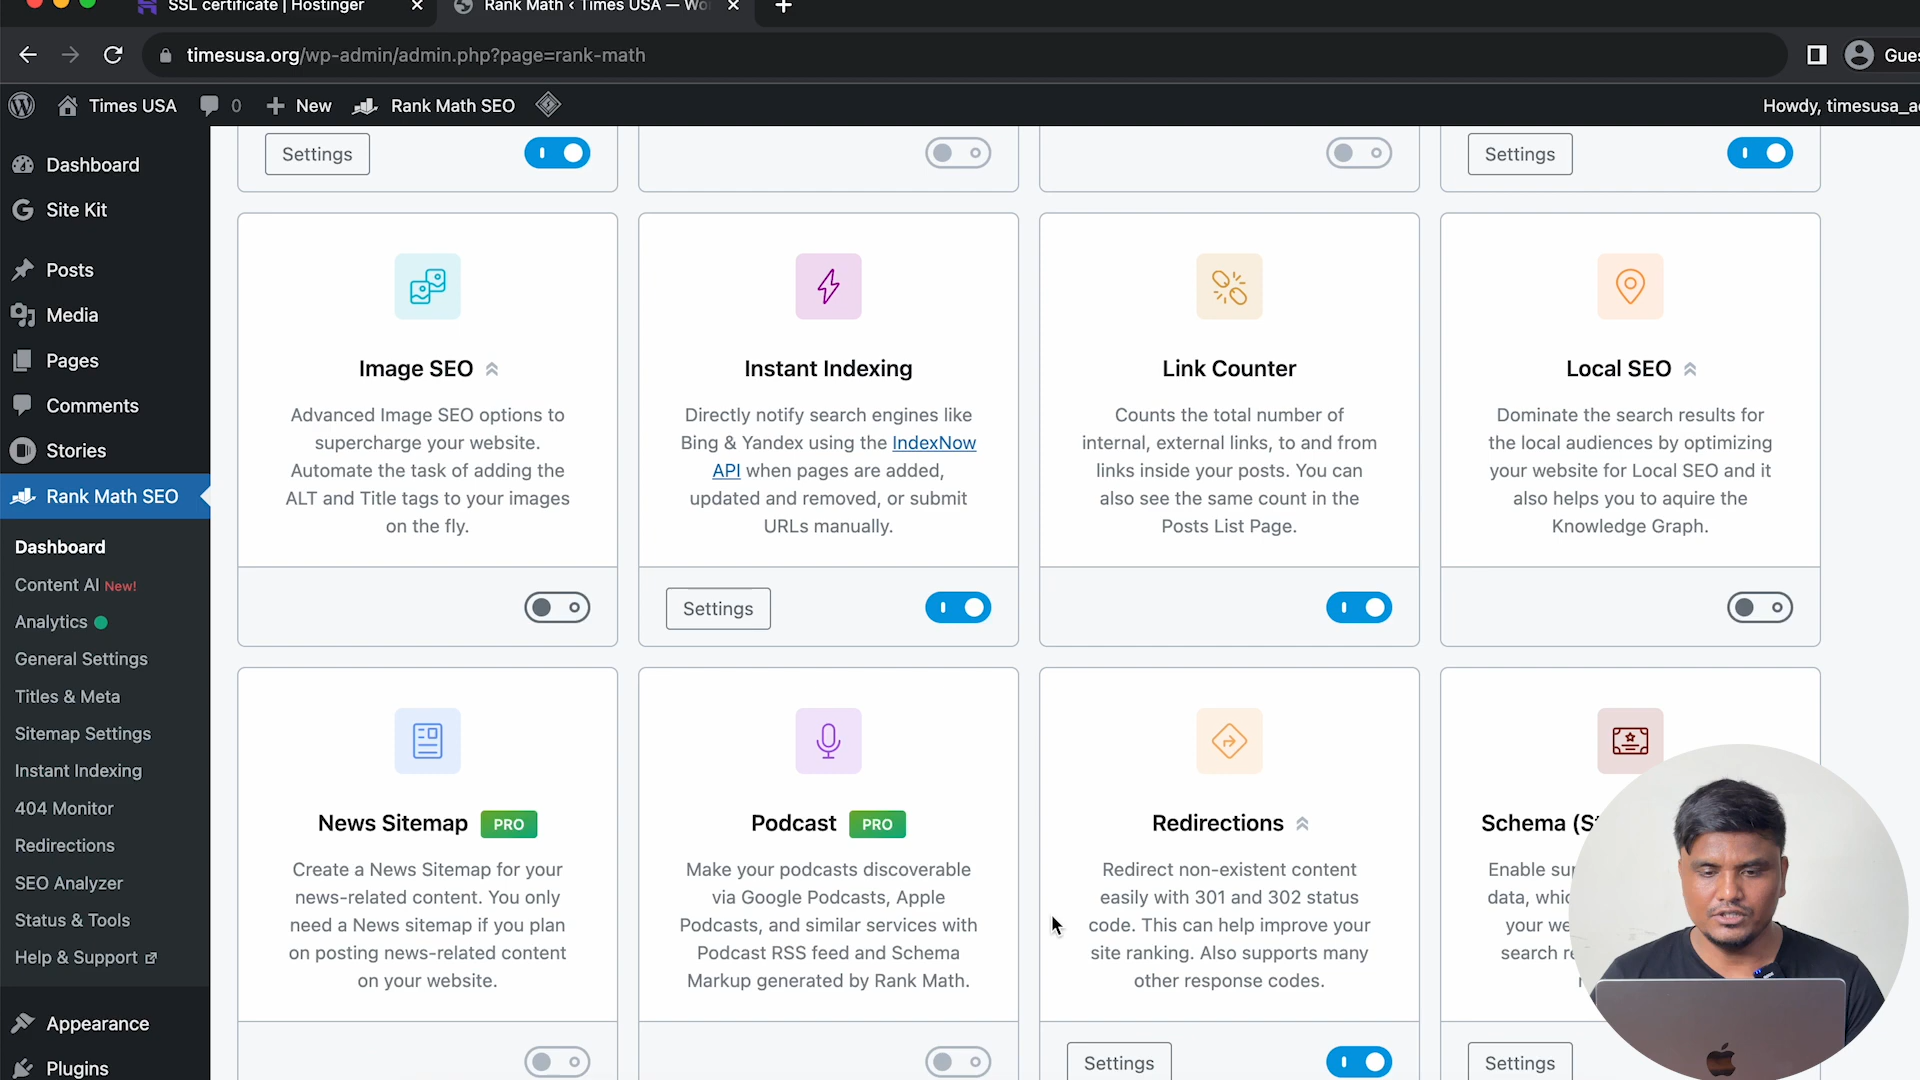 SSL certificate | Hostinger
Rank Math ‹ Times USA — Wo
timesusa.org/wp-admin/admin.php?page=rank-math
Gues
Times USA
0
New
Rank Math SEO
Howdy, timesusa_a
Dashboard
Site Kit
Posts
Media
Pages
Comments
Stories
Rank Math SEO
Dashboard
Content AI New!
Analytics
General Settings
Titles & Meta
Sitemap Settings
Instant Indexing
404 Monitor
Redirections
SEO Analyzer
Status & Tools
Help & Support
Appearance
Plugins
Settings
Settings
Image SEO
Advanced Image SEO options to
supercharge your website.
Automate the task of adding the
ALT and Title tags to your images
on the fly.
Instant Indexing
Directly notify search engines like
Bing & Yandex using the IndexNow
API when pages are added,
updated and removed, or submit
URLs manually.
Settings
Link Counter
Counts the total number of
internal, external links, to and from
links inside your posts. You can
also see the same count in the
Posts List Page.
Local SEO
Dominate the search results for
the local audiences by optimizing
your website for Local SEO and it
also helps you to aquire the
Knowledge Graph.
News Sitemap PRO
Create a News Sitemap for your
news-related content. You only
need a News sitemap if you plan
on posting news-related content
on your website.
Podcast PRO
Make your podcasts discoverable
via Google Podcasts, Apple
Podcasts, and similar services with
Podcast RSS feed and Schema
Markup generated by Rank Math.
Redirections
Redirect non-existent content
easily with 301 and 302 status
code. This can help improve your
site ranking. Also supports many
other response codes.
Settings
Schema (S
Enable su
data, whic
your we
search re
Settings